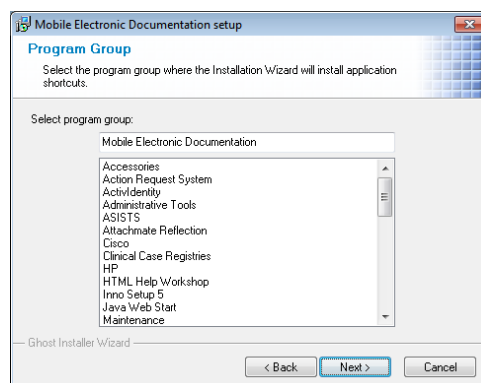 Mobile Electronic Documentation setup
Program Group
Select the program group where the Installation Wizard will install application
shortcuts.
Select program group:
Mobile Electronic Documentation
Accessories
Action Request System
ActivIdentity
Administrative Tools
ASISTS
Attachmate Reflection
Cisco
Clinical Case Registries
HP
HTML Help Workshop
Inno Setup 5
Java Web Start
Maintenance
Ghost Installer Wizard
< Back
Next >
Cancel